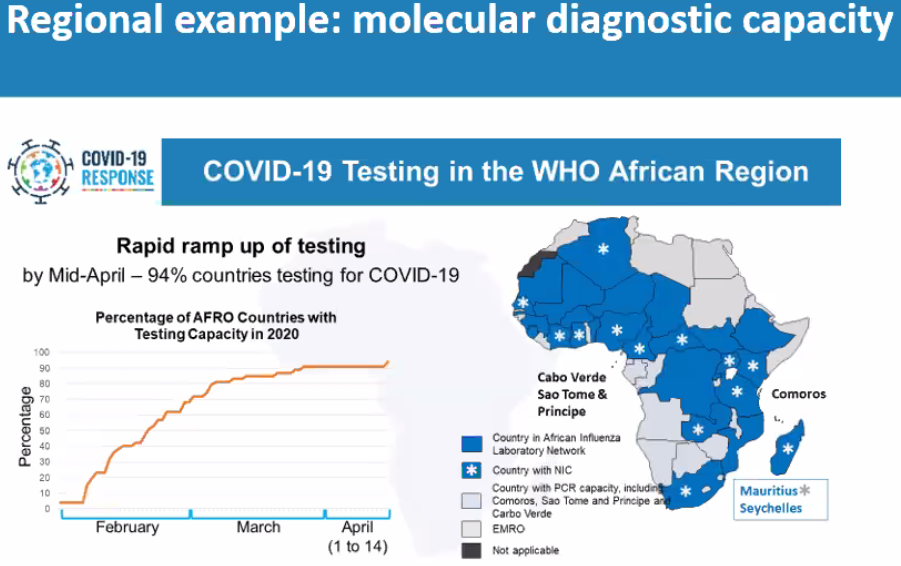 Regional example: molecular diagnostic capacity
COVID-19
RESPONSE
COVID-19 Testing in the WHO African Region
Rapid ramp up of testing
by Mid-April – 94% countries testing for COVID-19
Percentage of AFRO Countries with
Testing Capacity in 2020
Percentage
100
90
80
70
60
50
40
30
20
10
0
February
March
April
(1 to 14)
Cabo Verde
Sao Tome &
Principe
Comoros
Country in African Influenza
Laboratory Network
Country with NIC
Country with PCR capacity, including
Comoros, Sao Tome and Principe and
Carbo Verde
EMRO
Not applicable
Mauritius*
Seychelles